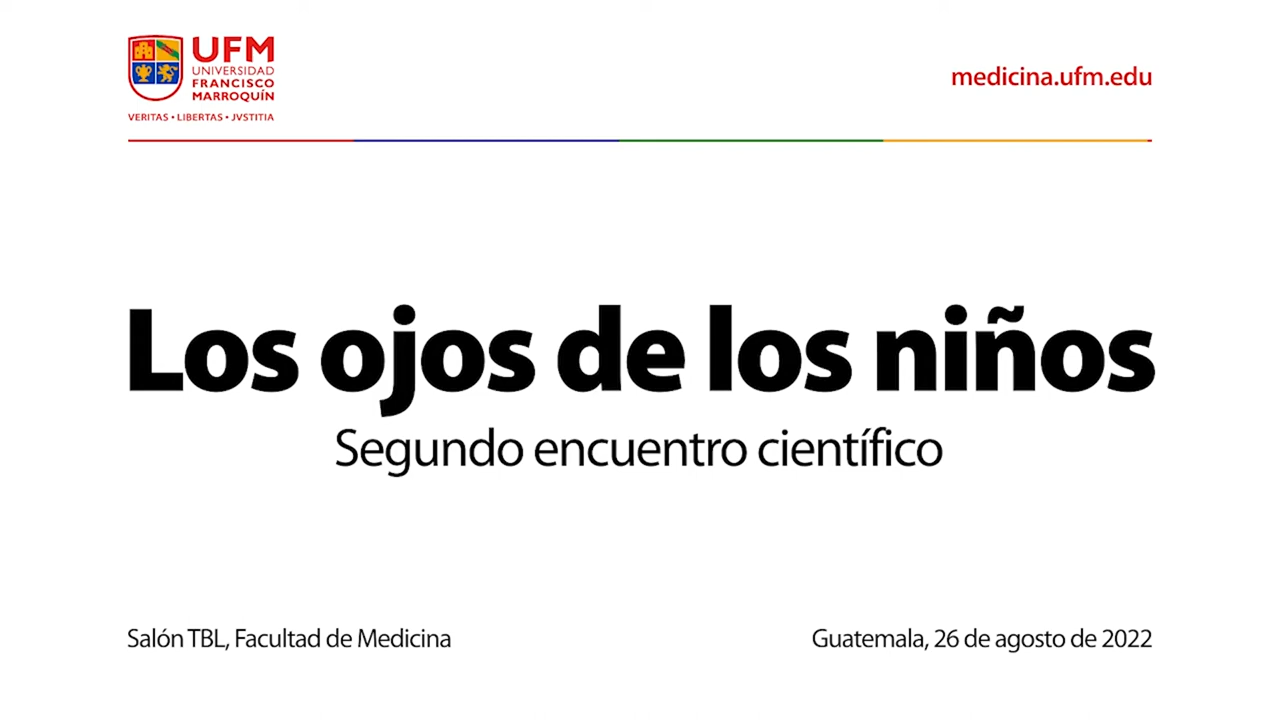 UFM
UNIVERSIDAD
FRANCISCO
MARROQUÍN
VERITAS • LIBERTAS • JVSTITIA
medicina.ufm.edu
Los ojos de los niños
Segundo encuentro científico
Salón TBL, Facultad de Medicina
Guatemala, 26 de agosto de 2022